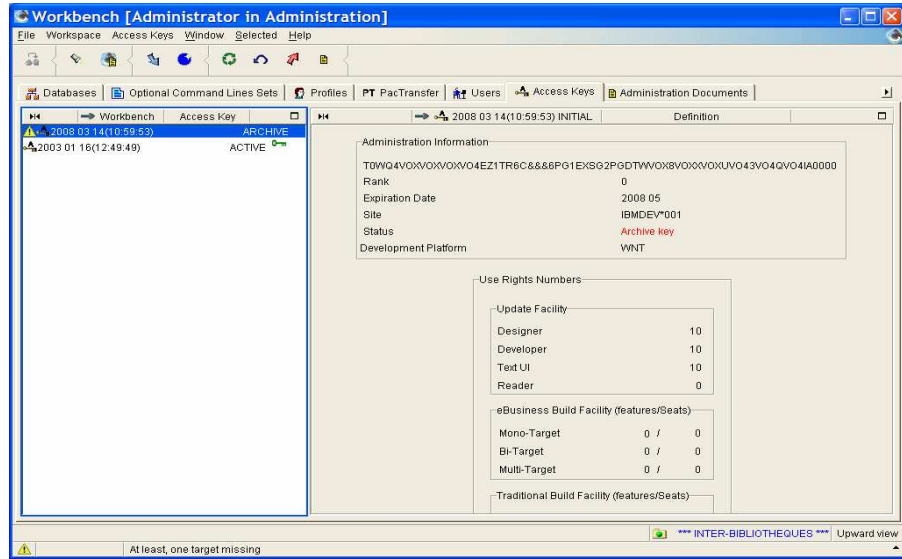 Workbench [Administrator in Administration]
File Workspace Access Keys Window Selected Help
Databases Optional Command Lines Sets Profiles PT PacTransfer Users Access Keys Administration Documents
Workbench Access Key
2008 03 14(10:59:53) ARCHIVE
2003 01 16(12:49:49) ACTIVE
2008 03 14(10:59:53) INITIAL Definition
Administration Information
Rank 0
Expiration Date 2008 05
Site IBMDEV*001
Status Archive key
Development Platform WNT
Use Rights Numbers
Update Facility
Designer 10
Developer 10
Text UI 10
Reader 0
eBusiness Build Facility (features/Seats)
Mono-Target 0 / 0
Bi-Target 0 / 0
Multi-Target 0 / 0
Traditional Build Facility (features/Seats)
*** INTER-BIBLIOTHEQUES *** Upward view
At least, one target missing